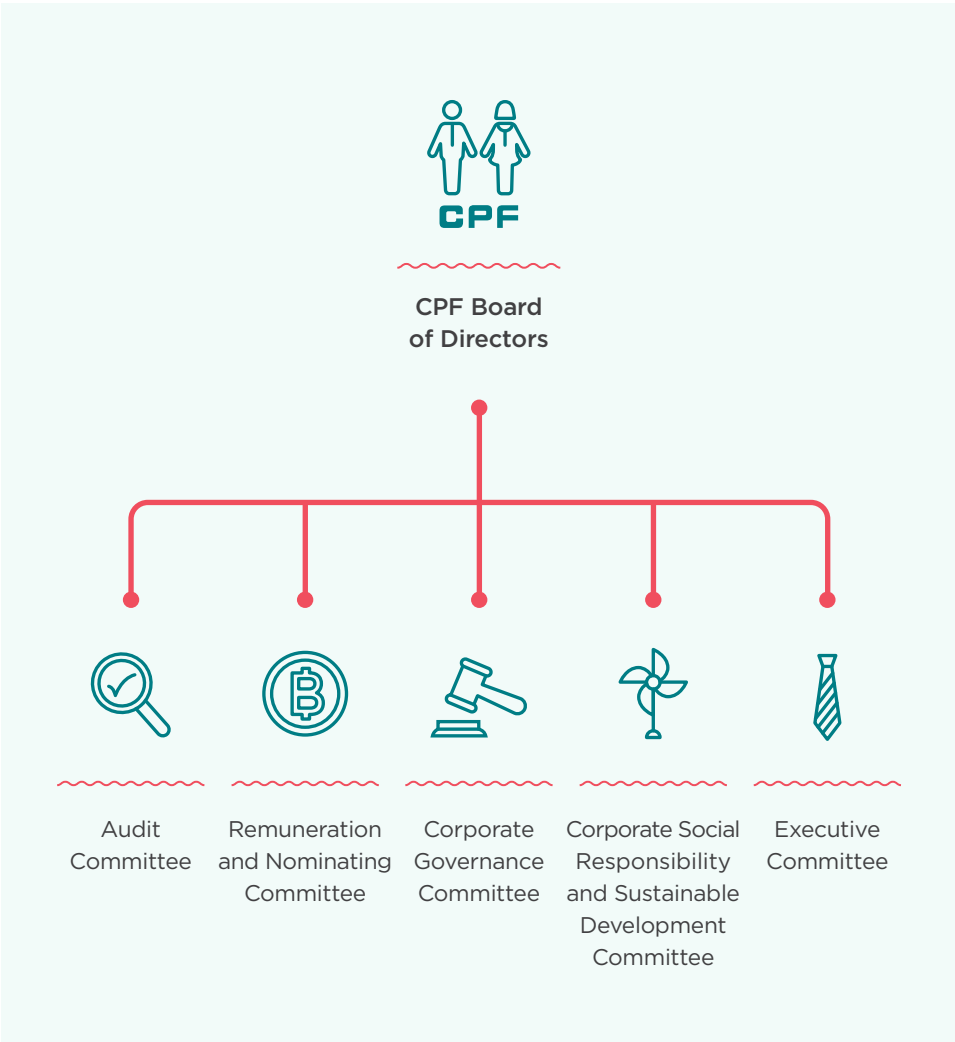 CPF
CPF Board
of Directors
Audit
Committee
Remuneration
and Nominating
Committee
Corporate
Governance
Committee
Corporate Social
Responsibility
and Sustainable
Development
Committee
Executive
Committee